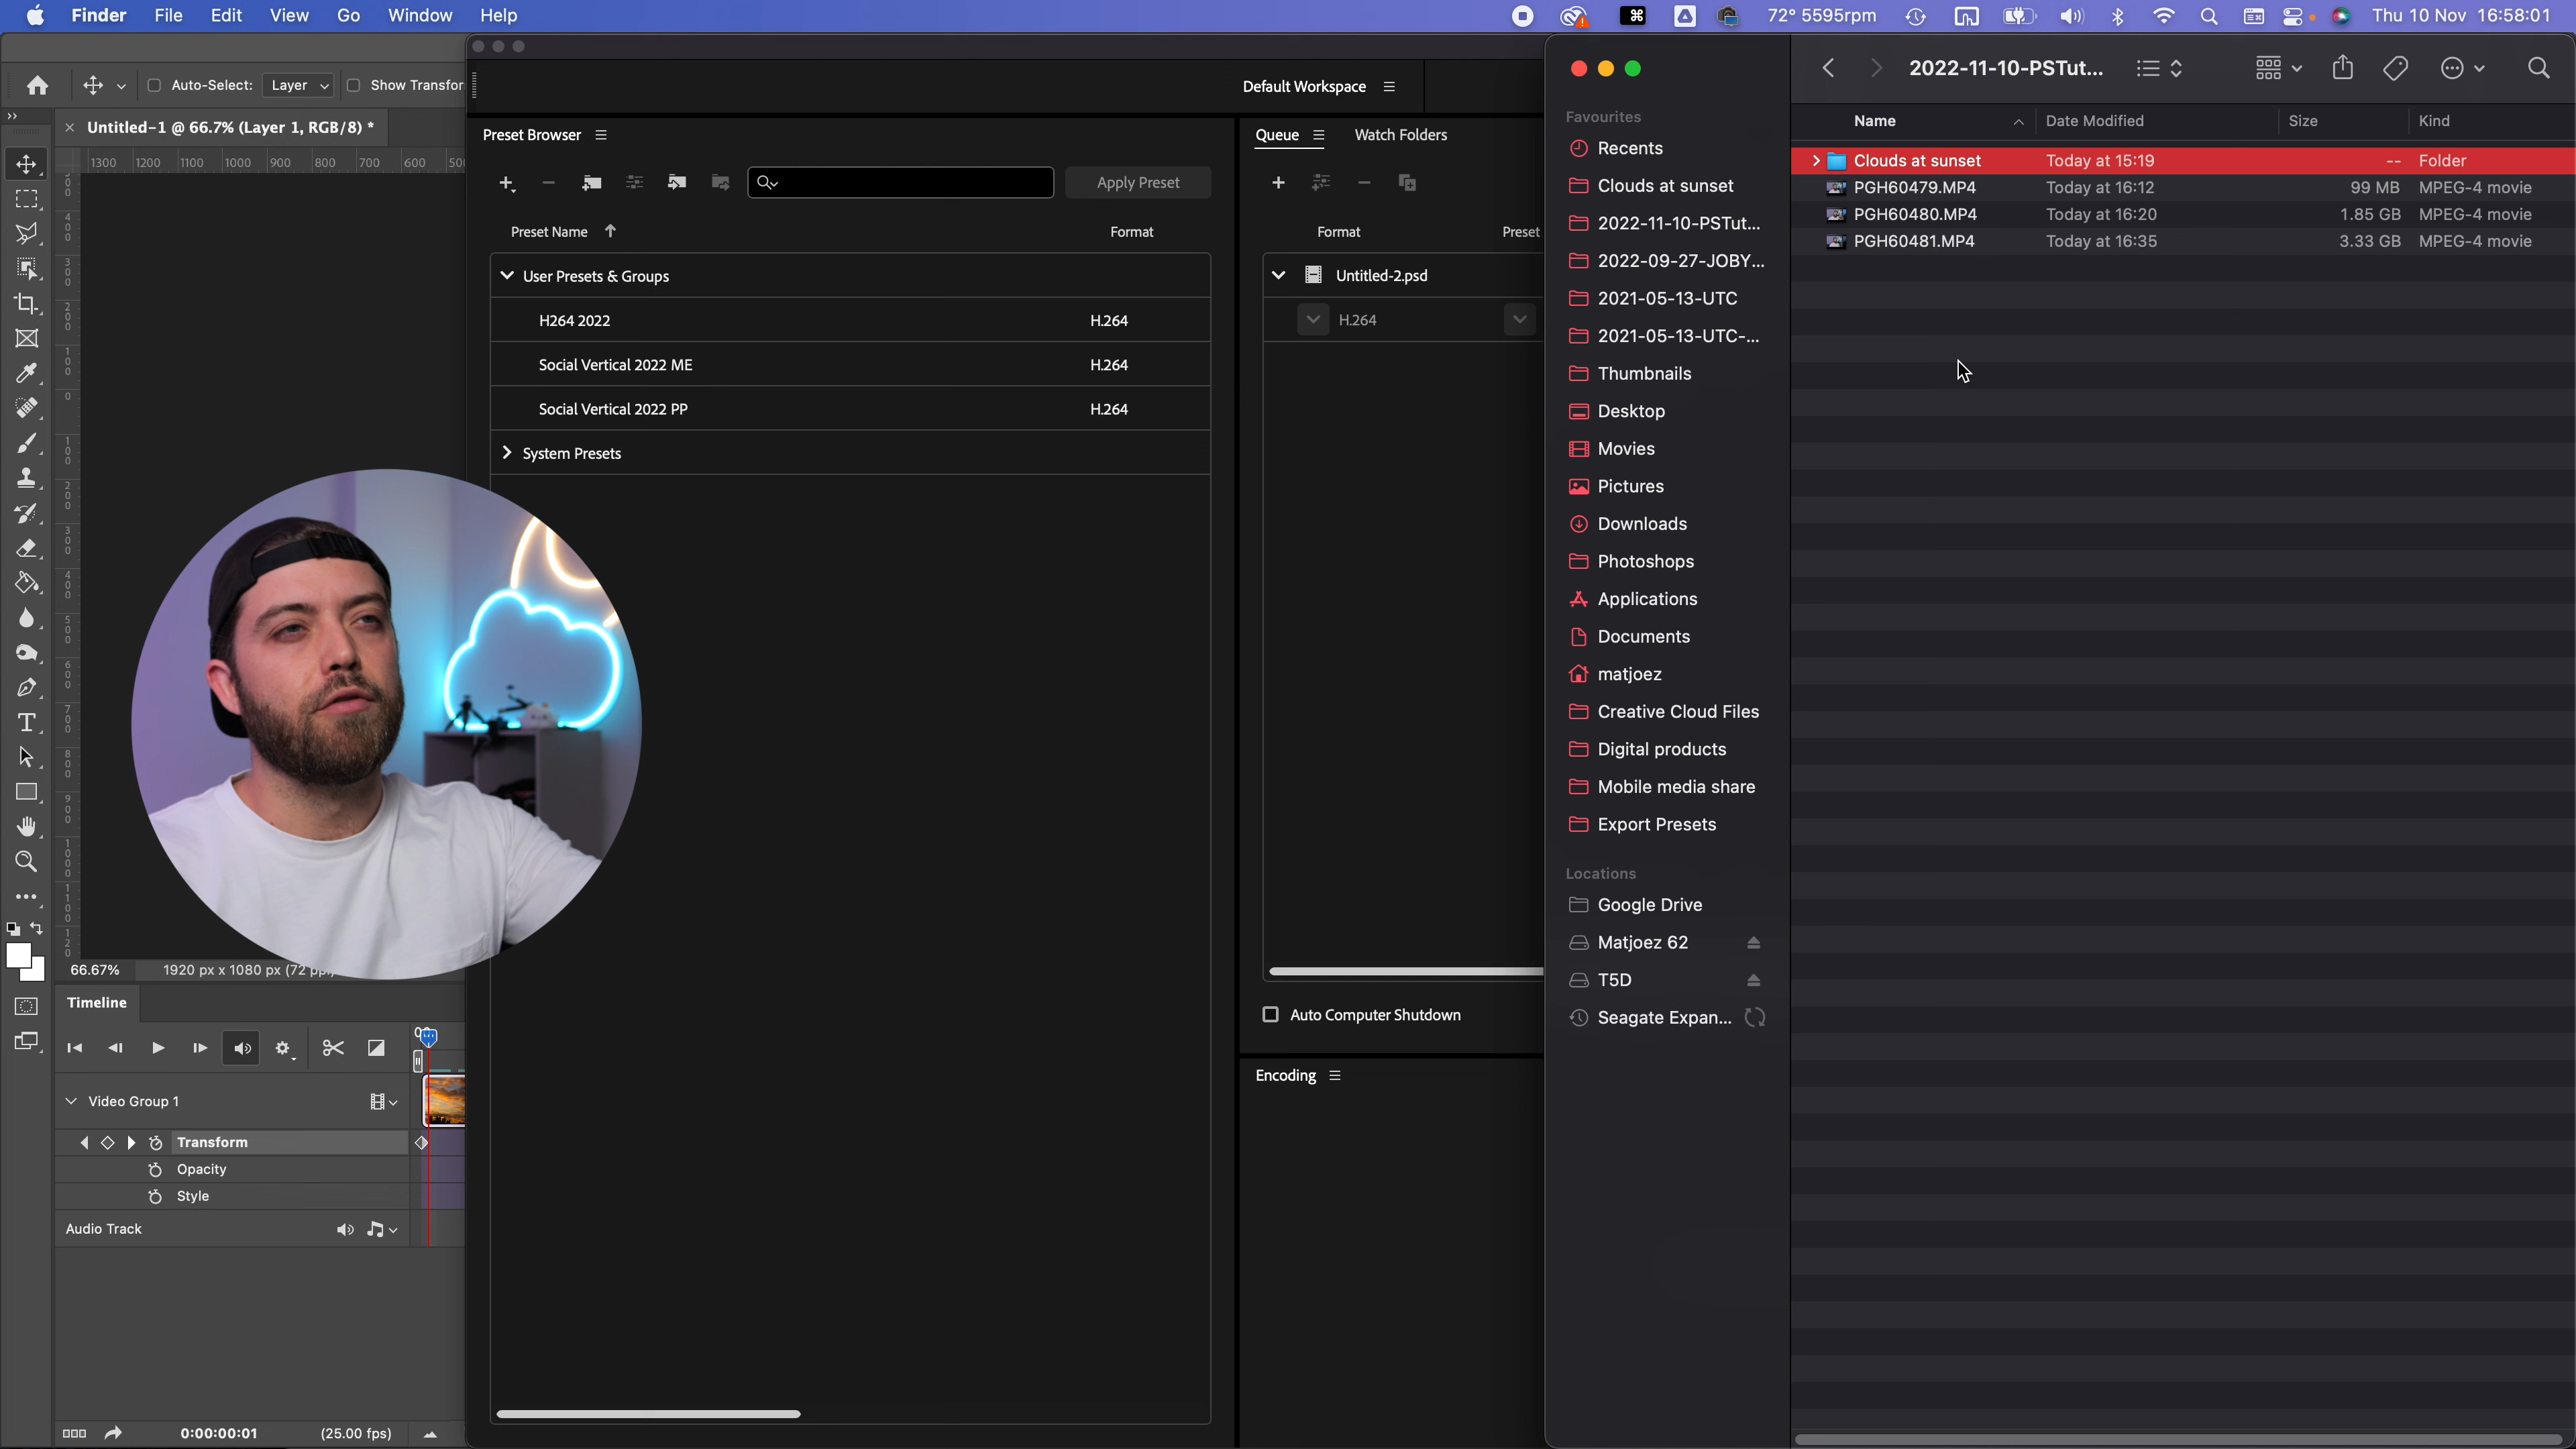 Finder File Edit View Go Window Help
72° 5595rpm Thu 10 Nov 16:58:01
Auto-Select: Layer Show Transfor
Untitled-1 @ 66.7% (Layer 1, RGB/8) *
1300 1200 1100 1000 900 800 700 600 500
66.67% 1920 px x 1080 px (72 ppi)
Timeline
Video Group 1
Transform
Opacity
Style
Audio Track
0:00:00:01 (25.00 fps)
Default Workspace
Preset Browser
Apply Preset
Preset Name Format
User Presets & Groups
H264 2022 H.264
Social Vertical 2022 ME H.264
Social Vertical 2022 PP H.264
System Presets
Queue Watch Folders
Format Preset
Untitled-2.psd
H.264
Auto Computer Shutdown
Encoding
Favourites
Recents
Clouds at sunset
2022-11-10-PSTut...
2022-09-27-JOBY...
2021-05-13-UTC
2021-05-13-UTC-...
Thumbnails
Desktop
Movies
Pictures
Downloads
Photoshops
Applications
Documents
matjoez
Creative Cloud Files
Digital products
Mobile media share
Export Presets
Locations
Google Drive
Matjoez 62
T5D
Seagate Expan...
2022-11-10-PSTut...
Name Date Modified Size Kind
Clouds at sunset Today at 15:19 -- Folder
PGH60479.MP4 Today at 16:12 99 MB MPEG-4 movie
PGH60480.MP4 Today at 16:20 1.85 GB MPEG-4 movie
PGH60481.MP4 Today at 16:35 3.33 GB MPEG-4 movie